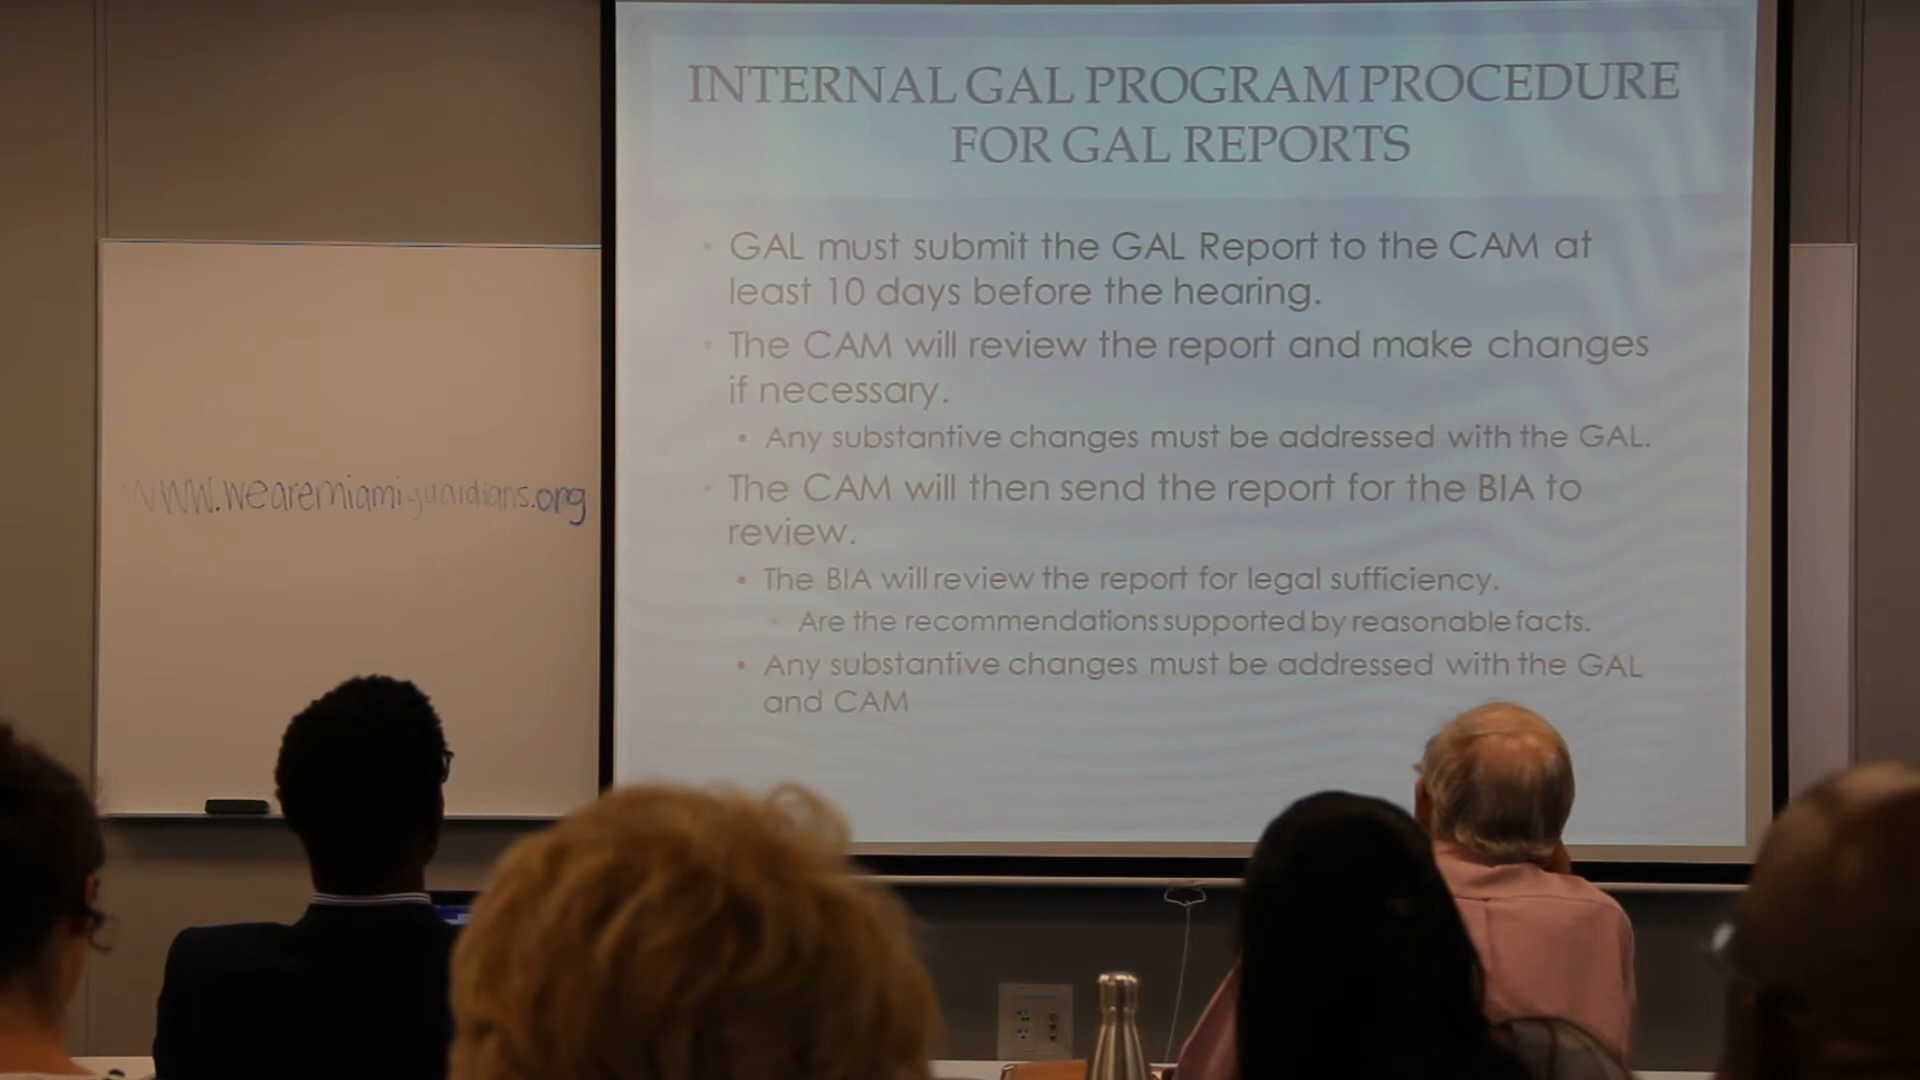 INTERNAL GAL PROGRAM PROCEDURE
FOR GAL REPORTS
• GAL must submit the GAL Report to the CAM at
least 10 days before the hearing.
• The CAM will review the report and make changes
if necessary.
• Any substantive changes must be addressed with the GAL.
• The CAM will then send the report for the BIA to
review.
• The BIA will review the report for legal sufficiency.
• Are the recommendations supported by reasonable facts.
• Any substantive changes must be addressed with the GAL
and CAM
www.wearemiamiguardians.org